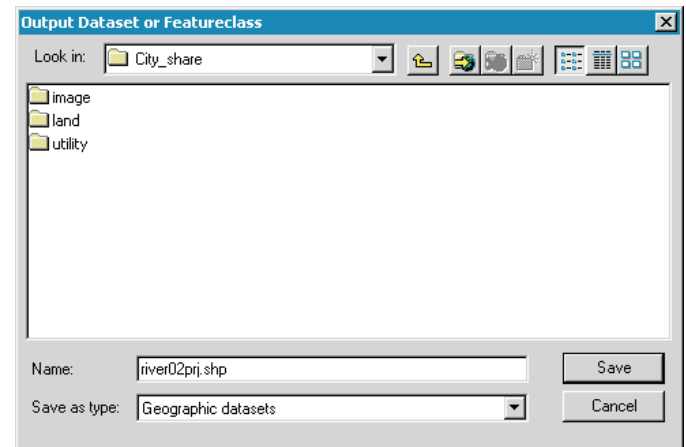 Output Dataset or Featureclass
Look in: City_share
image
land
utility
Name: river02prj.shp Save
Save as type: Geographic datasets Cancel